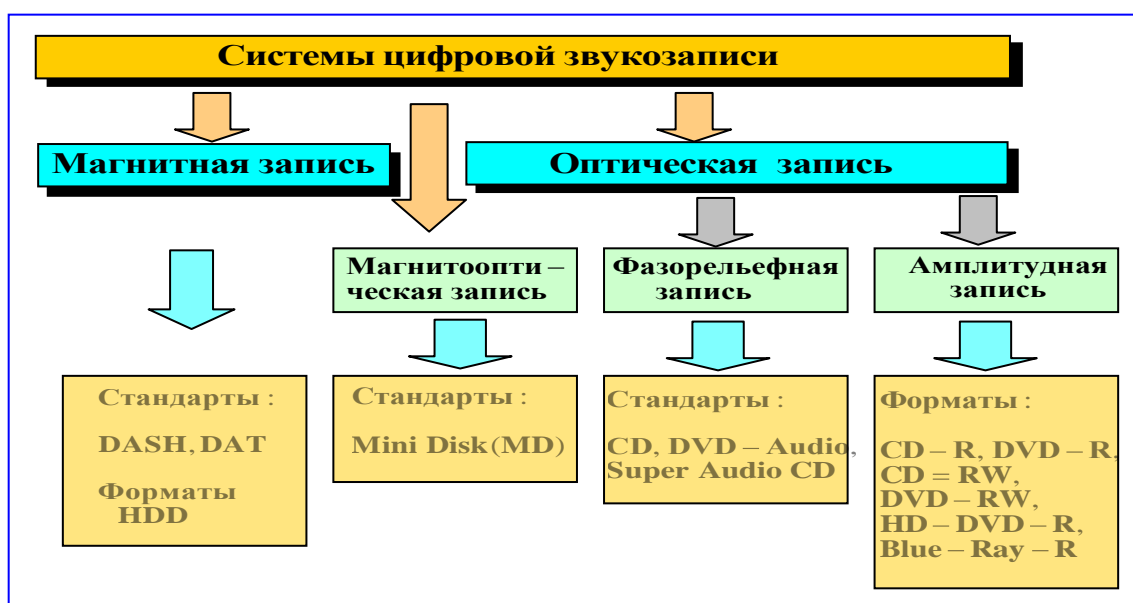 Системы цифровой звукозаписи
Магнитная запись
Оптическая запись
Магнитоопти –
ческая запись
Фазорельефная
запись
Амплитудная
запись
Стандарты :
DASH, DAT
Форматы
HDD
Стандарты :
Mini Disk (MD)
Стандарты :
CD, DVD – Audio,
Super Audio CD
Форматы :
CD – R, DVD – R,
CD = RW,
DVD – RW,
HD – DVD – R,
Blue – Ray – R